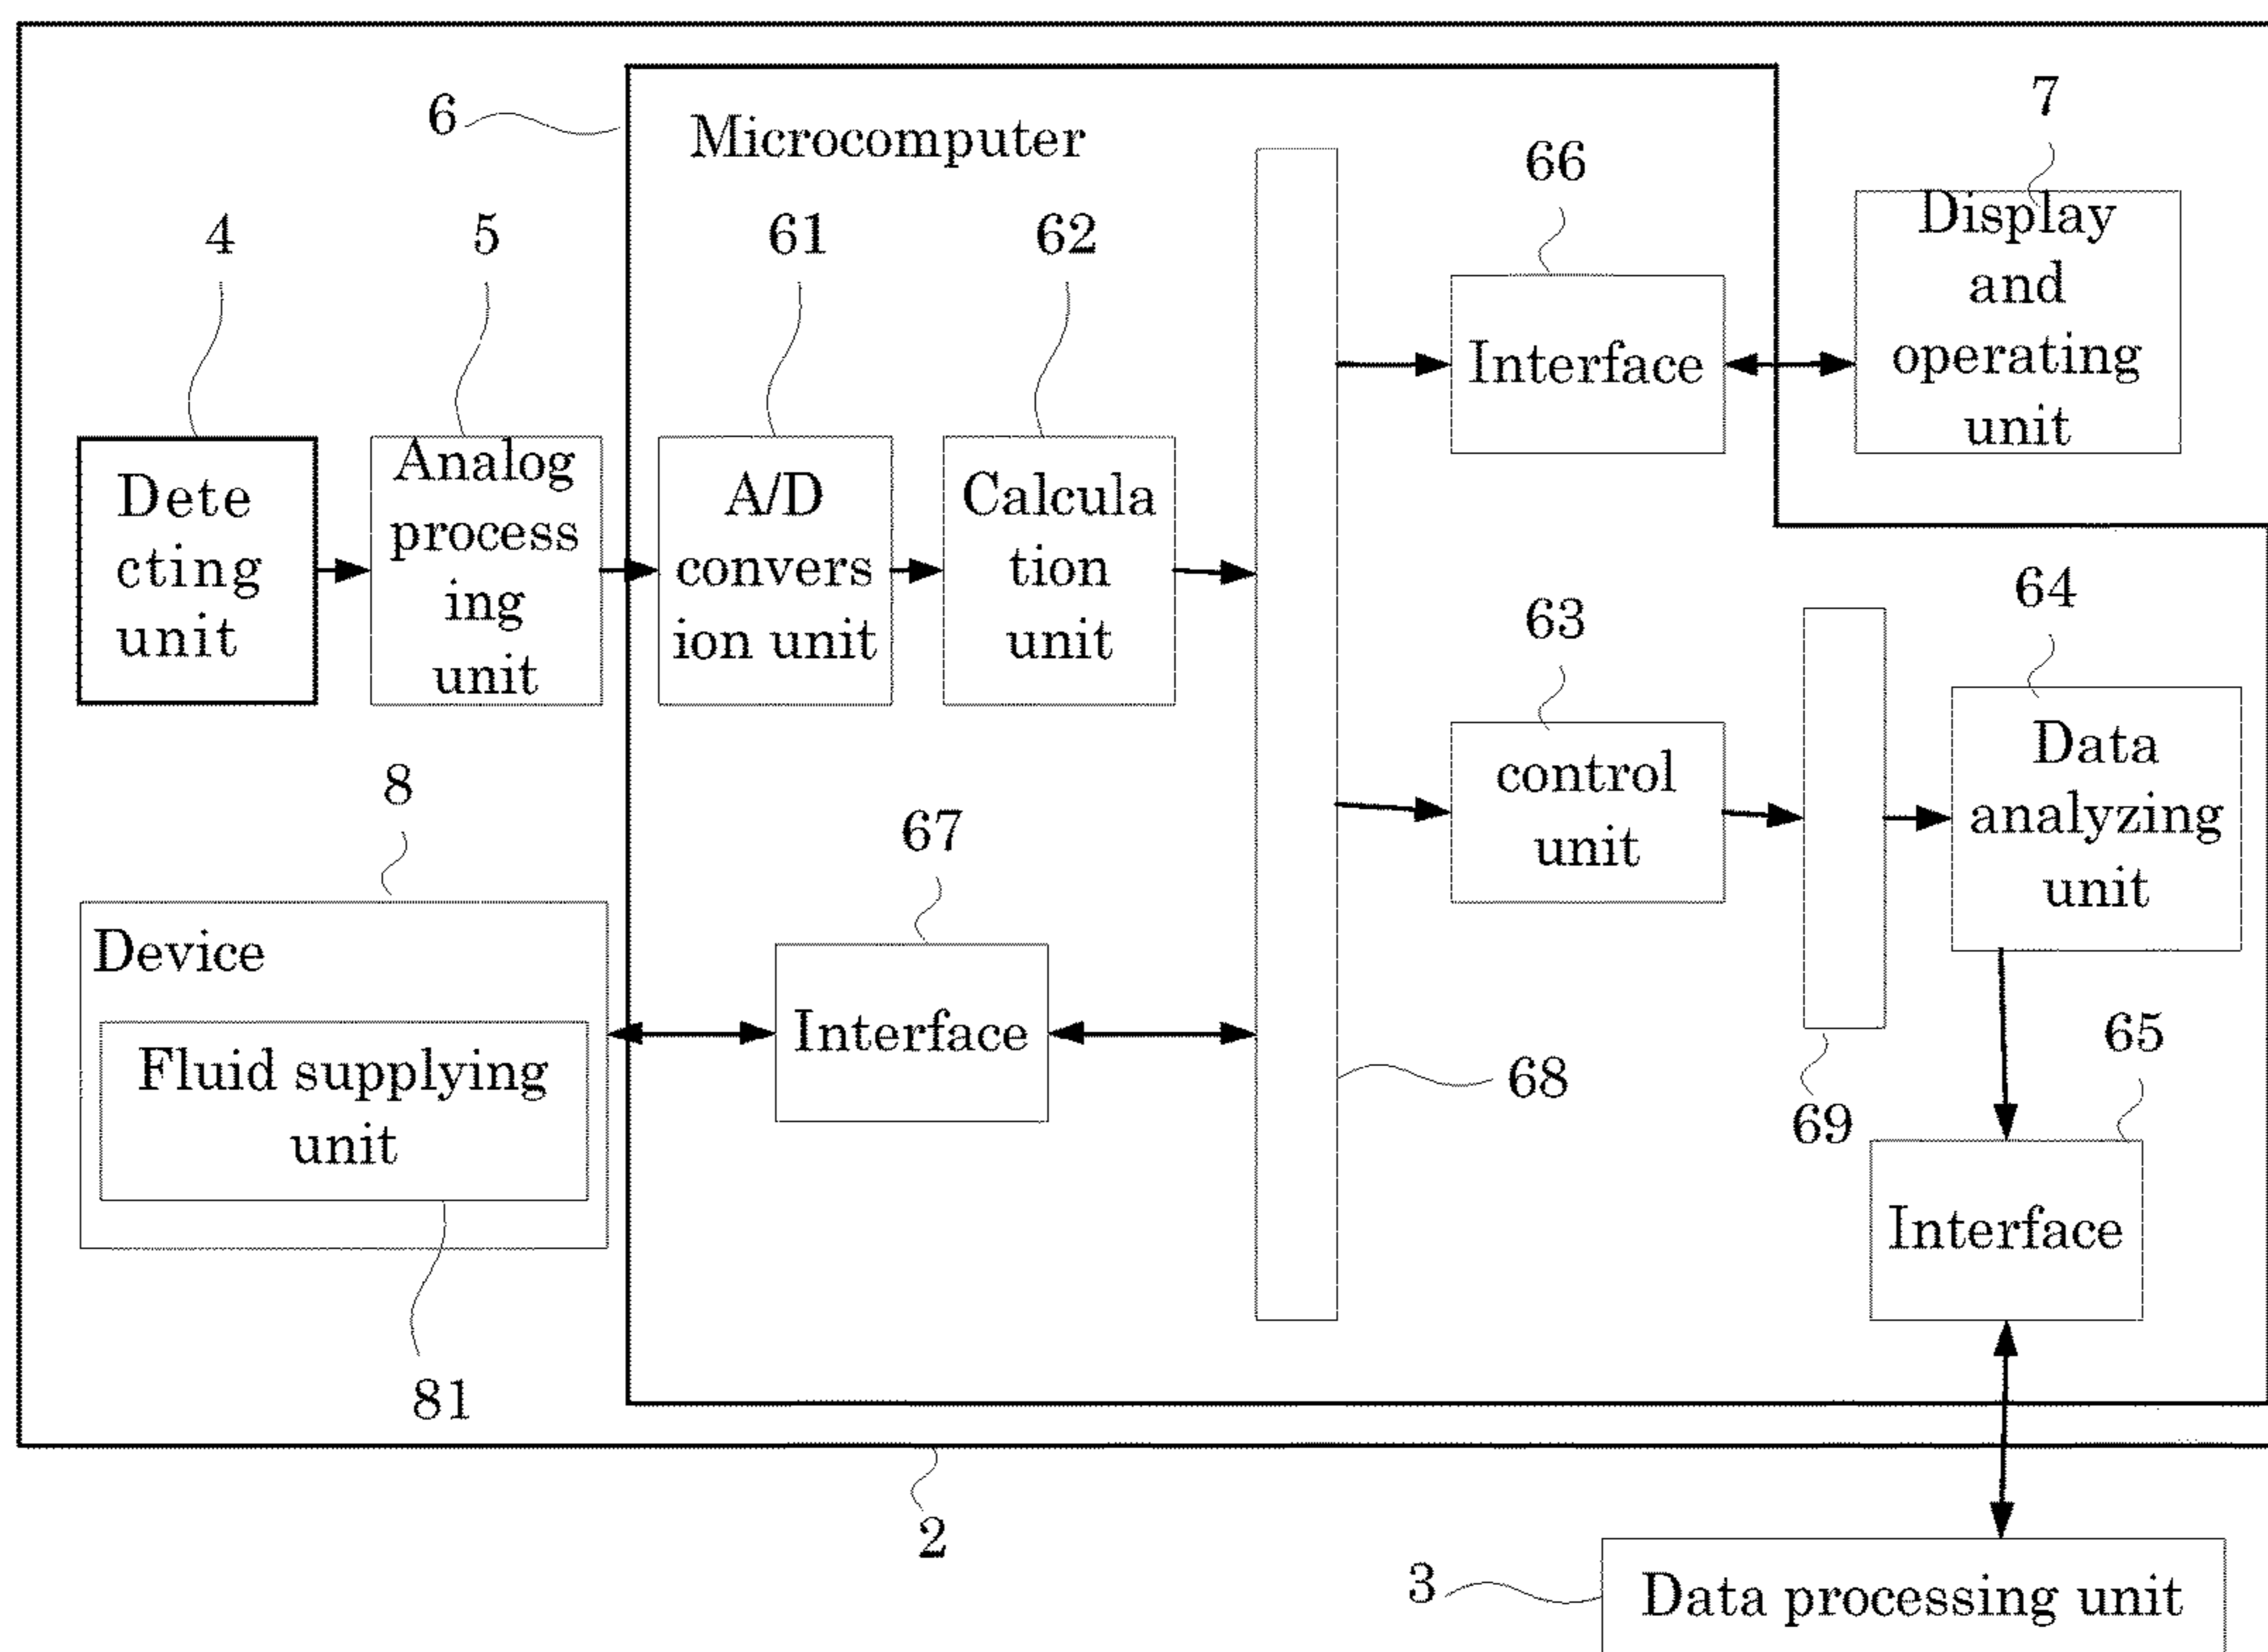 6
Microcomputer
7
66
Display
and
operating
unit
4
5
61
62
Interface
Dete
cting
unit
Analog
process
ing
unit
A/D
convers
ion unit
Calcula
tion
unit
63
64
control
unit
Data
analyzing
unit
8
67
Device
Interface
Fluid supplying
unit
68
69
65
Interface
81
2
3
Data processing unit